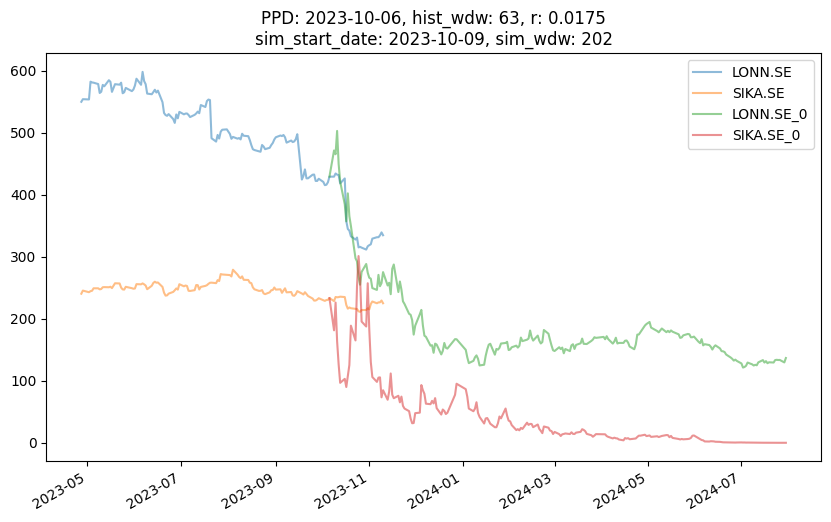 PPD: 2023-10-06, hist_wdw: 63, r: 0.0175
sim_start_date: 2023-10-09, sim_wdw: 202
LONN.SE
SIKA.SE
LONN.SE_0
SIKA.SE_0
600
500
400
300
200
100
0
2023-05
2023-07
2023-09
2023-11
2024-01
2024-03
2024-05
2024-07